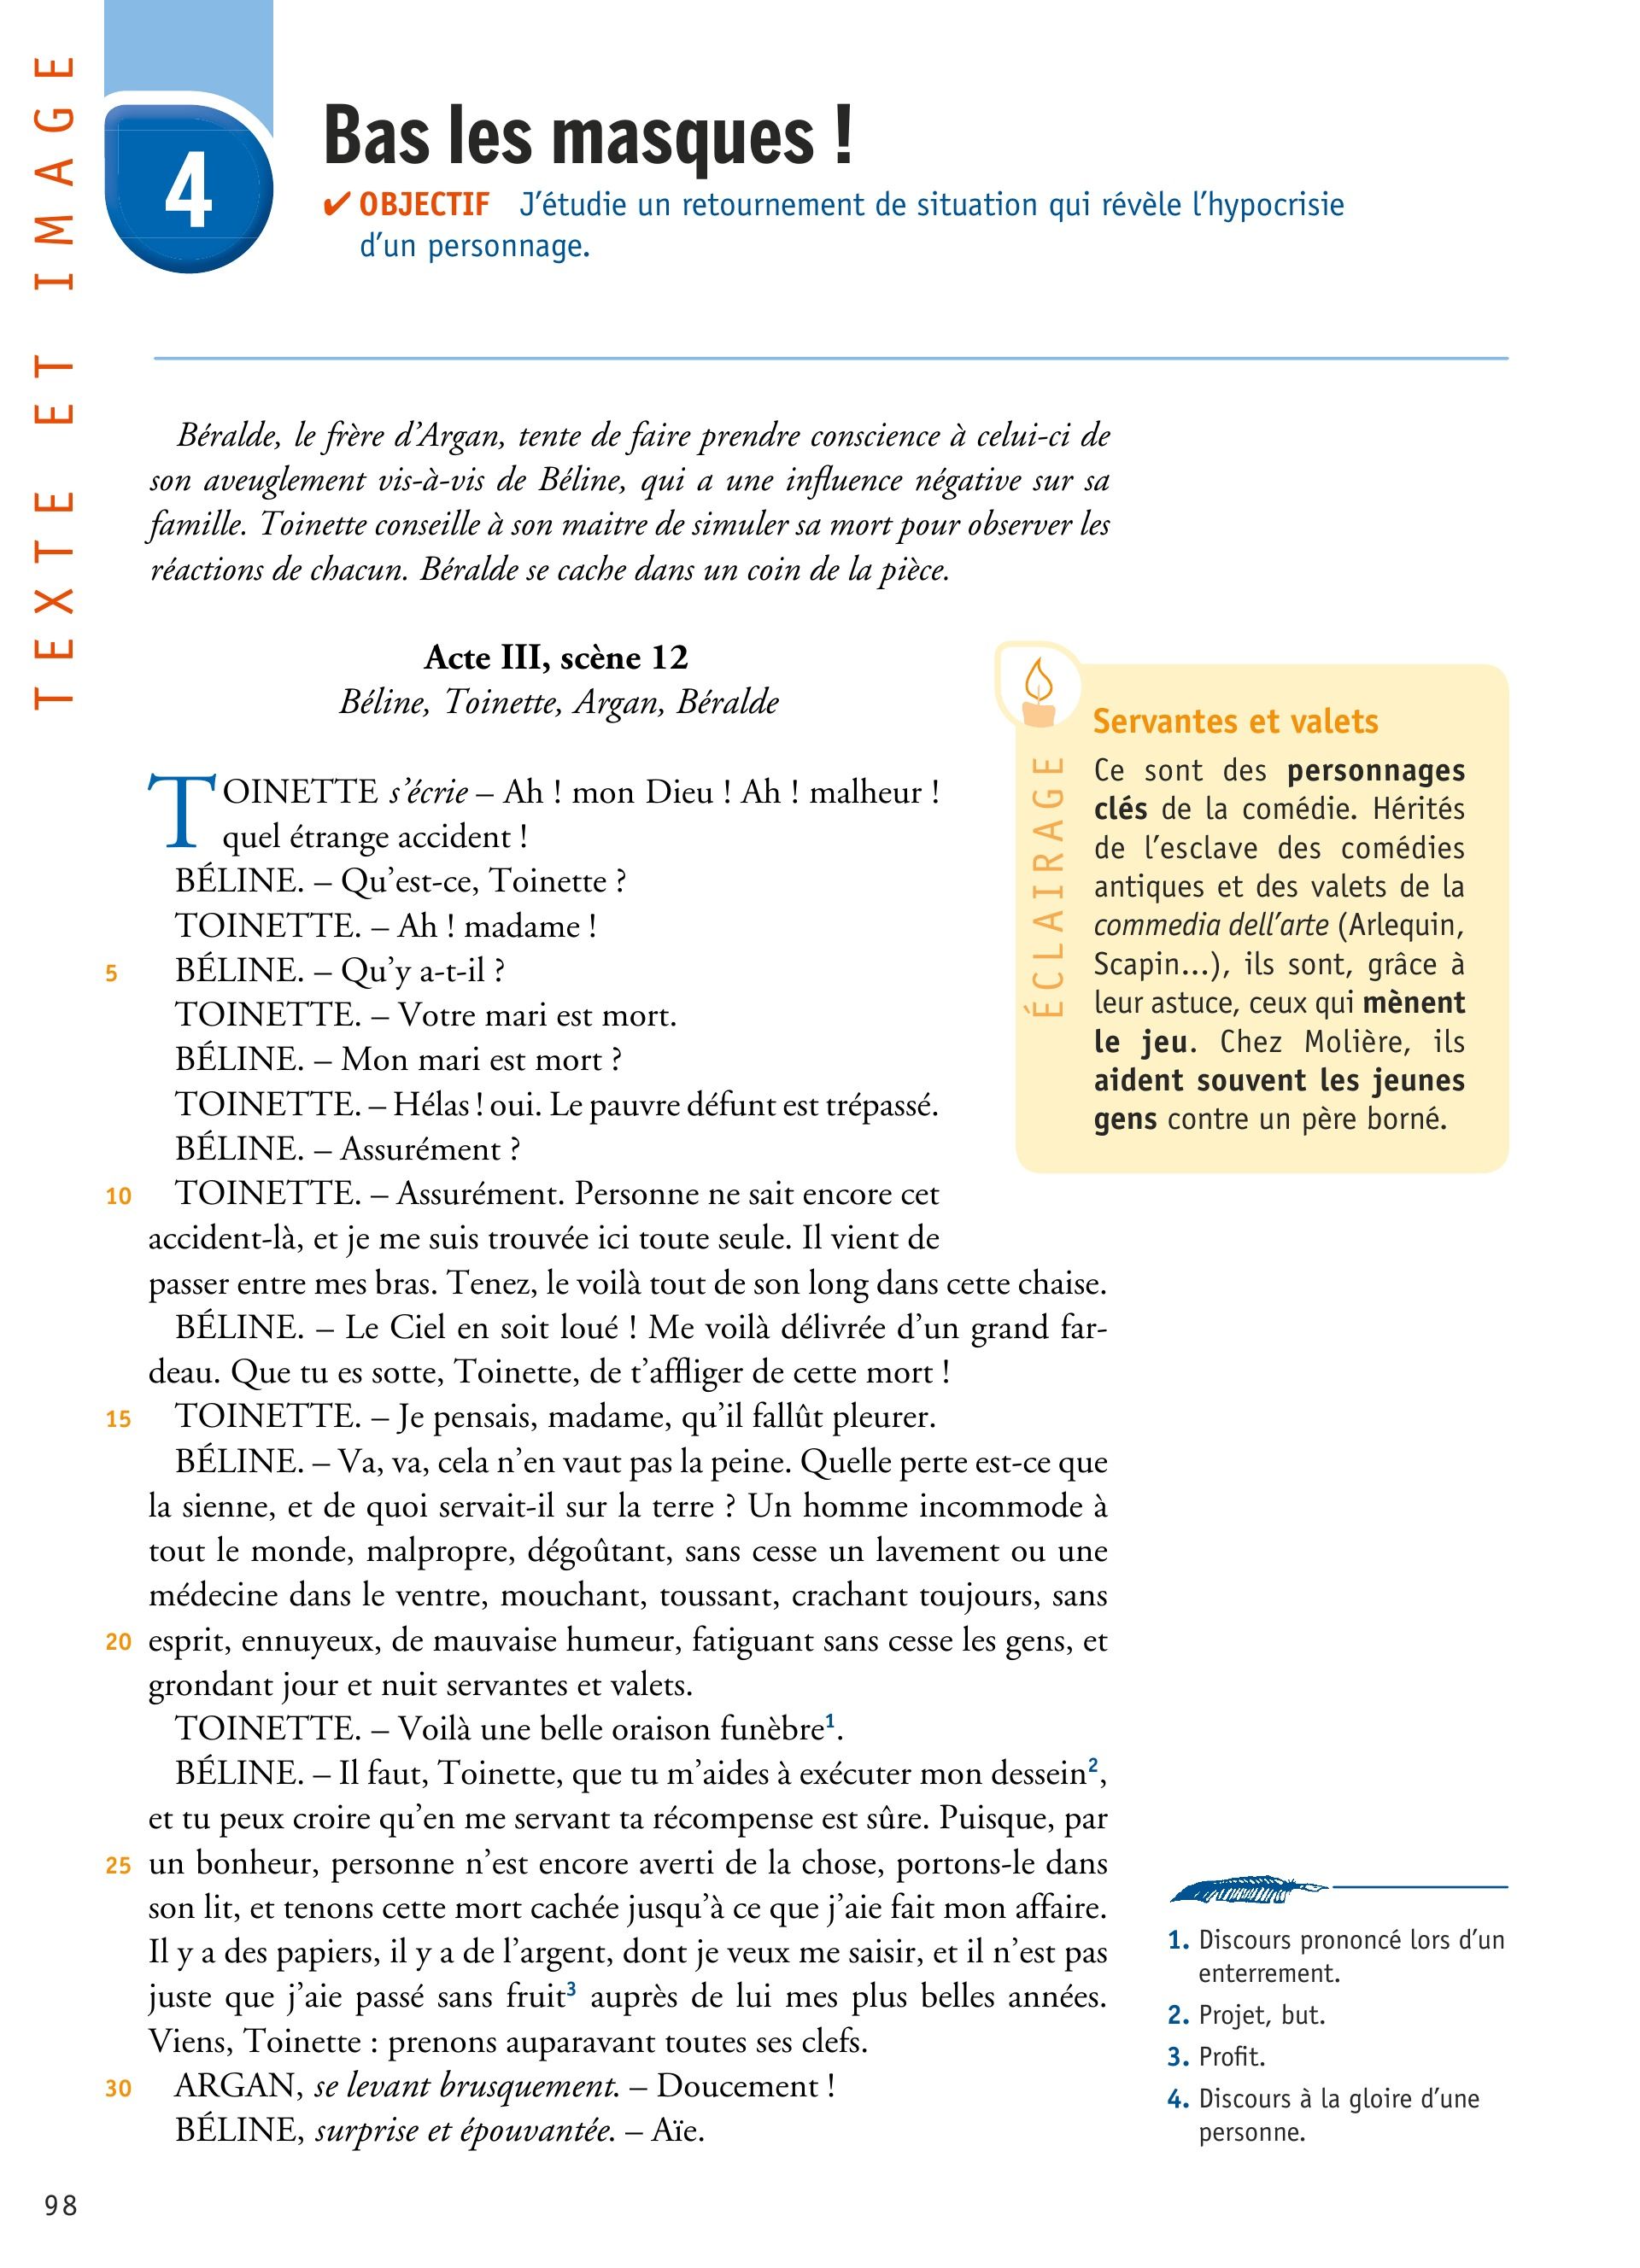 TEXTE ET IMAGE
4
Bas les masques !
✔ OBJECTIF J’étudie un retournement de situation qui révèle l’hypocrisie
d’un personnage.
Béralde, le frère d’Argan, tente de faire prendre conscience à celui-ci de
son aveuglement vis-à-vis de Béline, qui a une influence négative sur sa
famille. Toinette conseille à son maitre de simuler sa mort pour observer les
réactions de chacun. Béralde se cache dans un coin de la pièce.
Acte III, scène 12
Béline, Toinette, Argan, Béralde
TOINETTE s’écrie – Ah ! mon Dieu ! Ah ! malheur !
quel étrange accident !
BÉLINE. – Qu’est-ce, Toinette ?
TOINETTE. – Ah ! madame !
5 BÉLINE. – Qu’y a-t-il ?
TOINETTE. – Votre mari est mort.
BÉLINE. – Mon mari est mort ?
TOINETTE. – Hélas ! oui. Le pauvre défunt est trépassé.
BÉLINE. – Assurément ?
10 TOINETTE. – Assurément. Personne ne sait encore cet
accident-là, et je me suis trouvée ici toute seule. Il vient de
passer entre mes bras. Tenez, le voilà tout de son long dans cette chaise.
BÉLINE. – Le Ciel en soit loué ! Me voilà délivrée d’un grand far-
deau. Que tu es sotte, Toinette, de t’affliger de cette mort !
15 TOINETTE. – Je pensais, madame, qu’il fallût pleurer.
BÉLINE. – Va, va, cela n’en vaut pas la peine. Quelle perte est-ce que
la sienne, et de quoi servait-il sur la terre ? Un homme incommode à
tout le monde, malpropre, dégoûtant, sans cesse un lavement ou une
médecine dans le ventre, mouchant, toussant, crachant toujours, sans
20 esprit, ennuyeux, de mauvaise humeur, fatiguant sans cesse les gens, et
grondant jour et nuit servantes et valets.
TOINETTE. – Voilà une belle oraison funèbre1.
BÉLINE. – Il faut, Toinette, que tu m’aides à exécuter mon dessein2,
et tu peux croire qu’en me servant ta récompense est sûre. Puisque, par
25 un bonheur, personne n’est encore averti de la chose, portons-le dans
son lit, et tenons cette mort cachée jusqu’à ce que j’aie fait mon affaire.
Il y a des papiers, il y a de l’argent, dont je veux me saisir, et il n’est pas
juste que j’aie passé sans fruit3 auprès de lui mes plus belles années.
Viens, Toinette : prenons auparavant toutes ses clefs.
30 ARGAN, se levant brusquement. – Doucement !
BÉLINE, surprise et épouvantée. – Aïe.
ÉCLAIRAGE
Servantes et valets
Ce sont des personnages
clés de la comédie. Hérités
de l’esclave des comédies
antiques et des valets de la
commedia dell’arte (Arlequin,
Scapin...), ils sont, grâce à
leur astuce, ceux qui mènent
le jeu. Chez Molière, ils
aident souvent les jeunes
gens contre un père borné.
1. Discours prononcé lors d’un
enterrement.
2. Projet, but.
3. Profit.
4. Discours à la gloire d’une
personne.
98